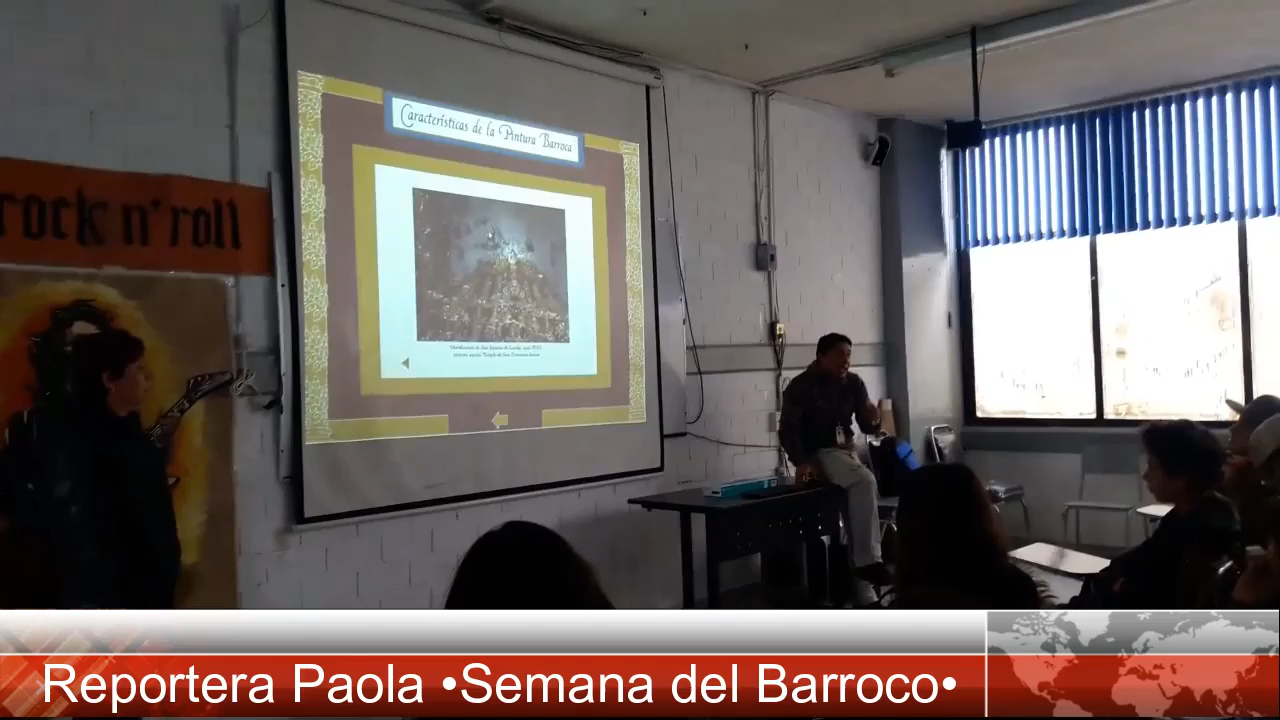 Características de la Pintura Barroca
rock n' roll
Reportera Paola •Semana del Barroco•